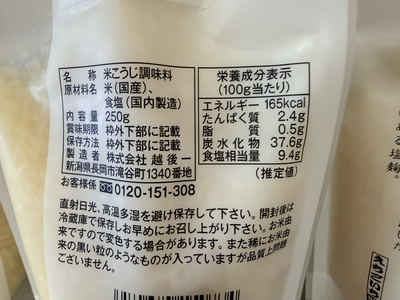 名称 米こうじ調味料
原材料名 米(国産)、
食塩(国内製造)
内容量 250g
賞味期限 枠外下部に記載
保存方法 枠外下部に記載
製造者 株式会社 越後一
新潟県長岡市滝谷町1340番地
お客様係 0120-151-308
栄養成分表示
(100g当たり)
エネルギー 165kcal
たんぱく質 2.4g
脂質 0.5g
炭水化物 37.6g
食塩相当量 9.4g
(推定値)
直射日光、高温多湿を避け保存して下さい。開封後は
冷蔵庫で保存しお早めにお召し上がり下さい。お米由
来ですので変色する場合があります。また稀にお米由
来の黒い粒のようなものが入っていますが品質上問題
ございません。